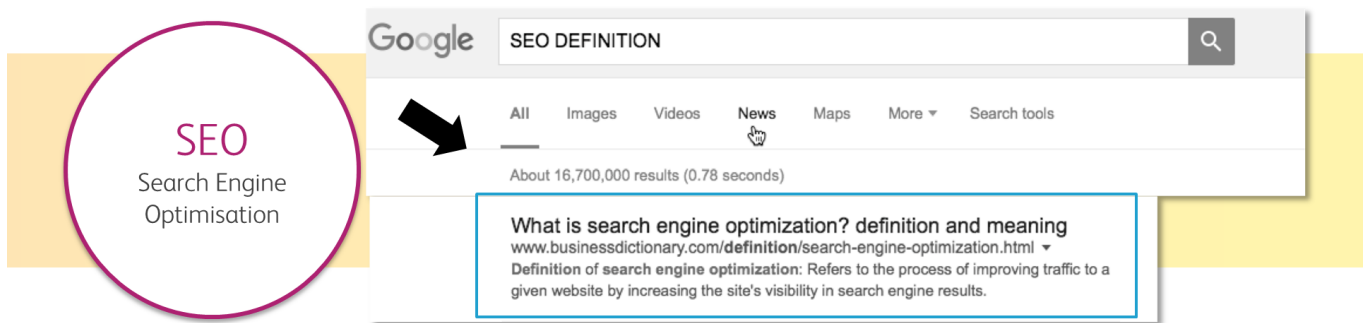 SEO
Search Engine
Optimisation
Google
SEO DEFINITION
All Images Videos News Maps More Search tools
About 16,700,000 results (0.78 seconds)
What is search engine optimization? definition and meaning
www.businessdictionary.com/definition/search-engine-optimization.html
Definition of search engine optimization: Refers to the process of improving traffic to a
given website by increasing the site's visibility in search engine results.